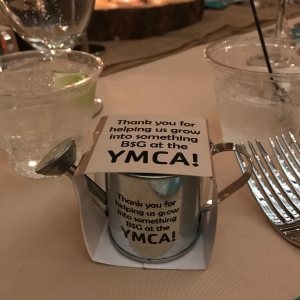 Thank you for
helping us grow
into something
B$G at the
YMCA!
Thank you for
helping us grow
into something
B$G at the
YMCA!